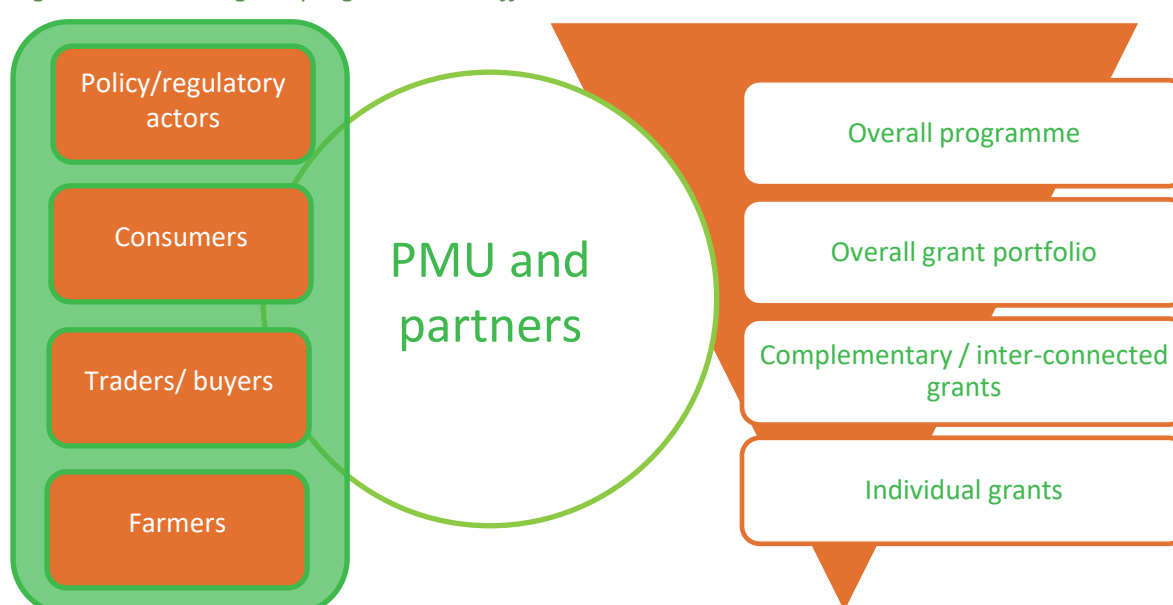 Policy/regulatory
actors
Consumers
Traders/ buyers
Farmers
PMU and
partners
Overall programme
Overall grant portfolio
Complementary / inter-connected
grants
Individual grants